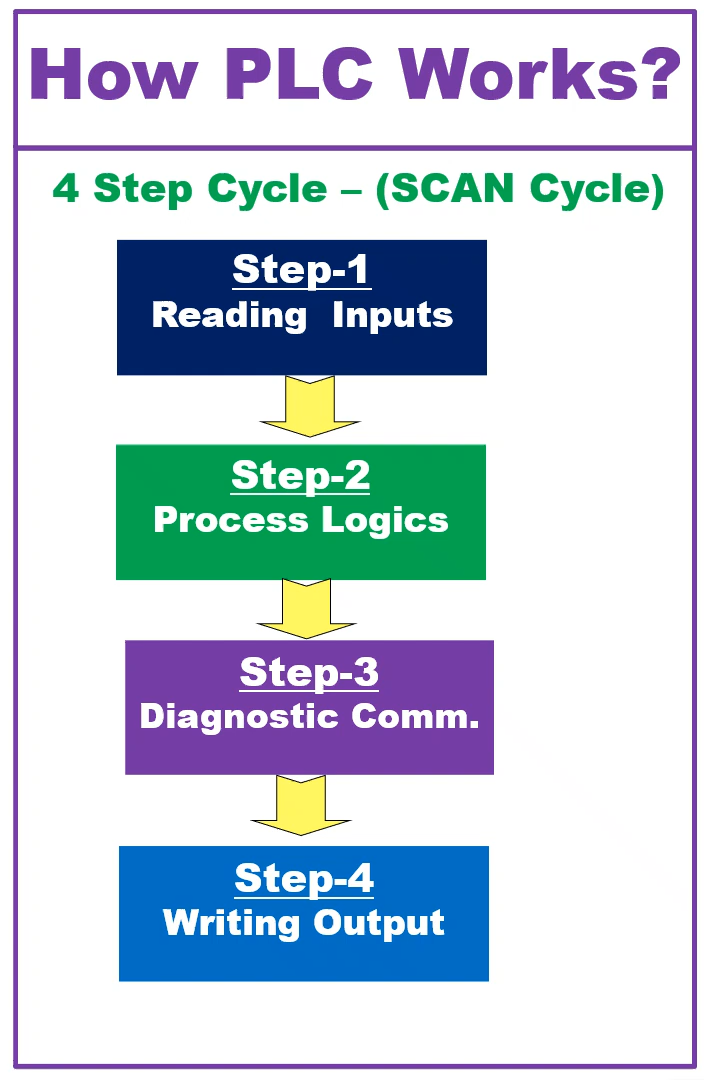 How PLC Works?
4 Step Cycle – (SCAN Cycle)
Step-1
Reading  Inputs
Step-2
Process Logics
Step-3
Diagnostic Comm.
Step-4
Writing Output